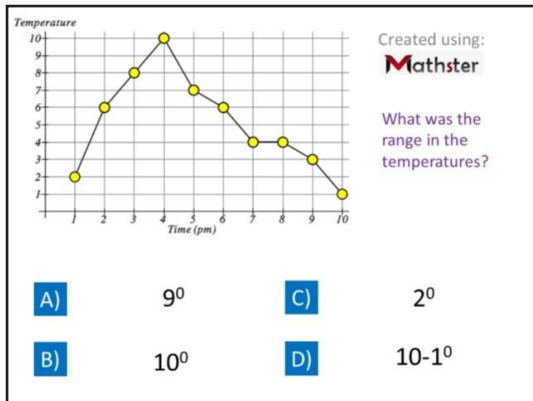 Temperature
10
9
8
7
6
5
4
3
2
1
1 2 3 4 5 6 7 8 9 10
Time (pm)
Created using:
Mathster
What was the
range in the
temperatures?
A) 9⁰
C) 2⁰
B) 10⁰
D) 10-1⁰